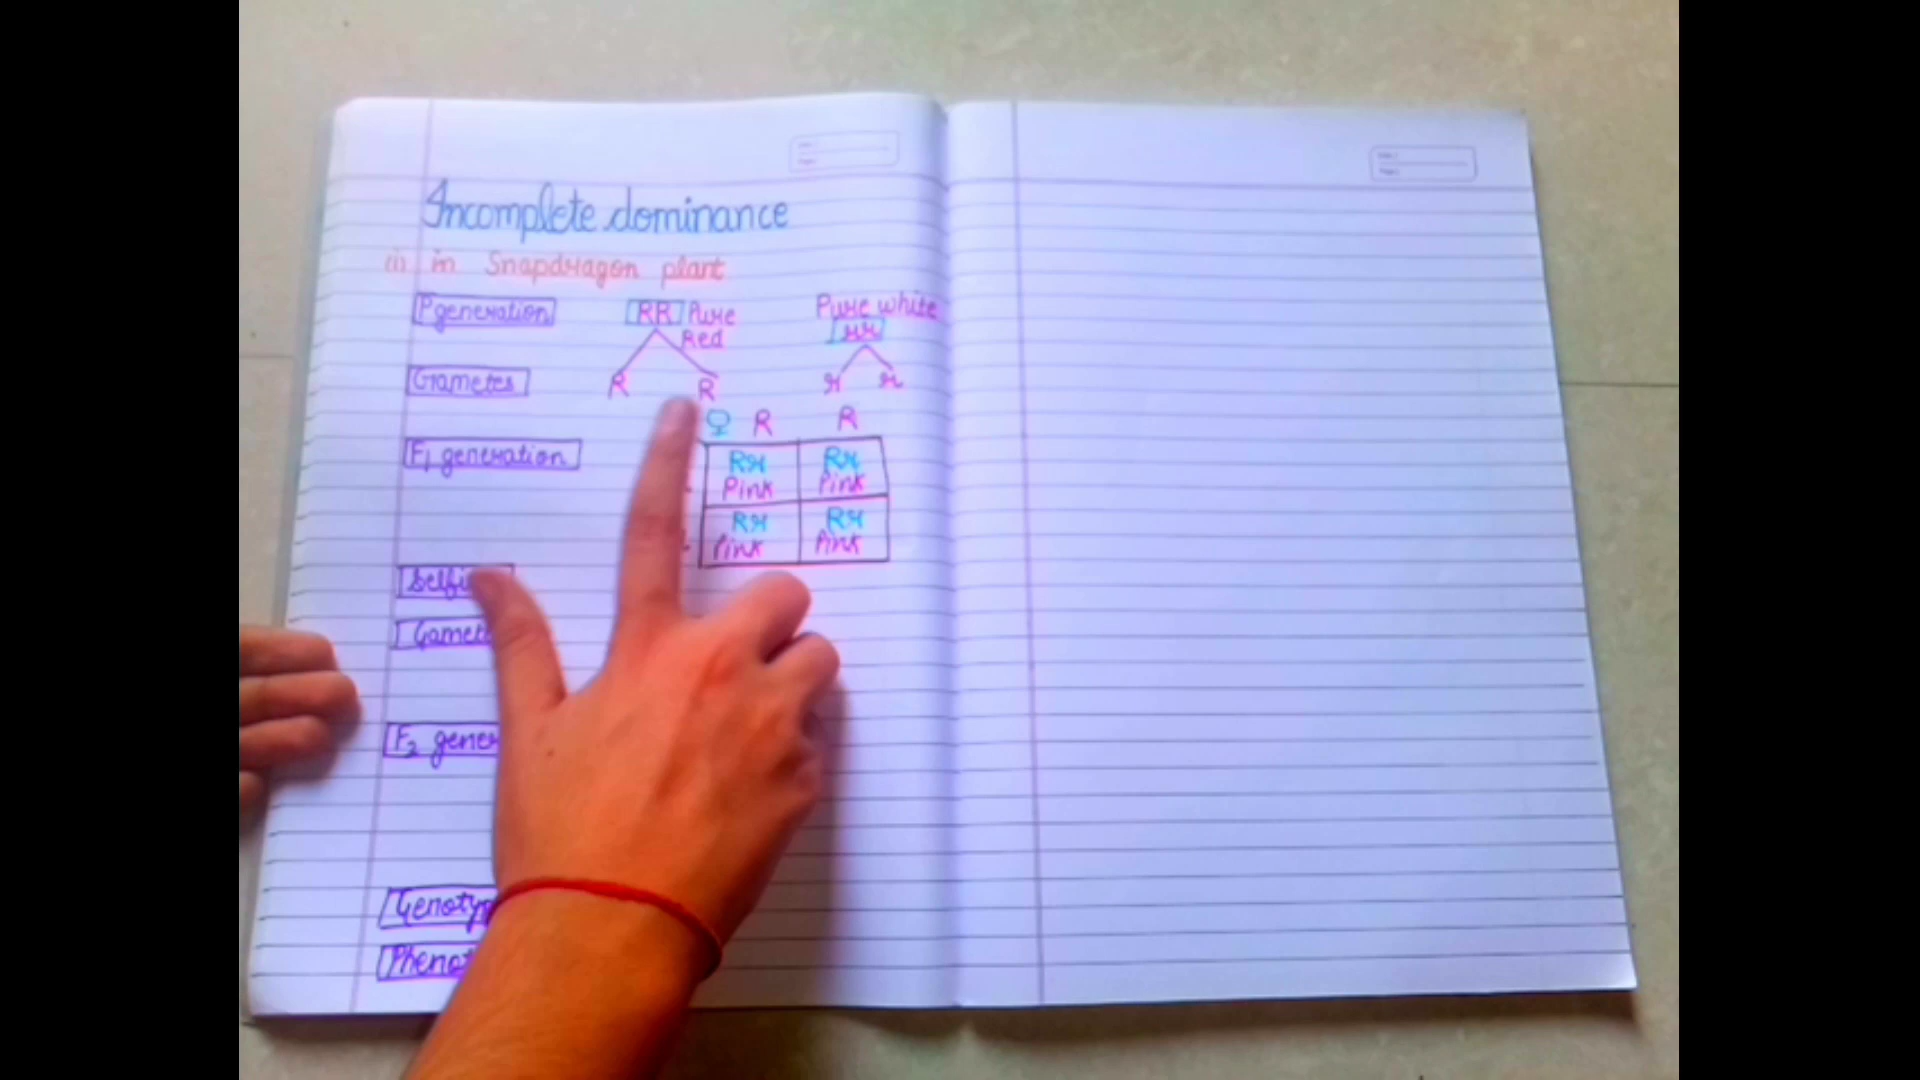 Incomplete dominance
(i) in Snapdragon plant
P generation RR Pure Red Pure white rr
Gametes R R r r
♀ R R
F1 generation Rr Rr
Pink Pink
Rr Rr
Pink Pink